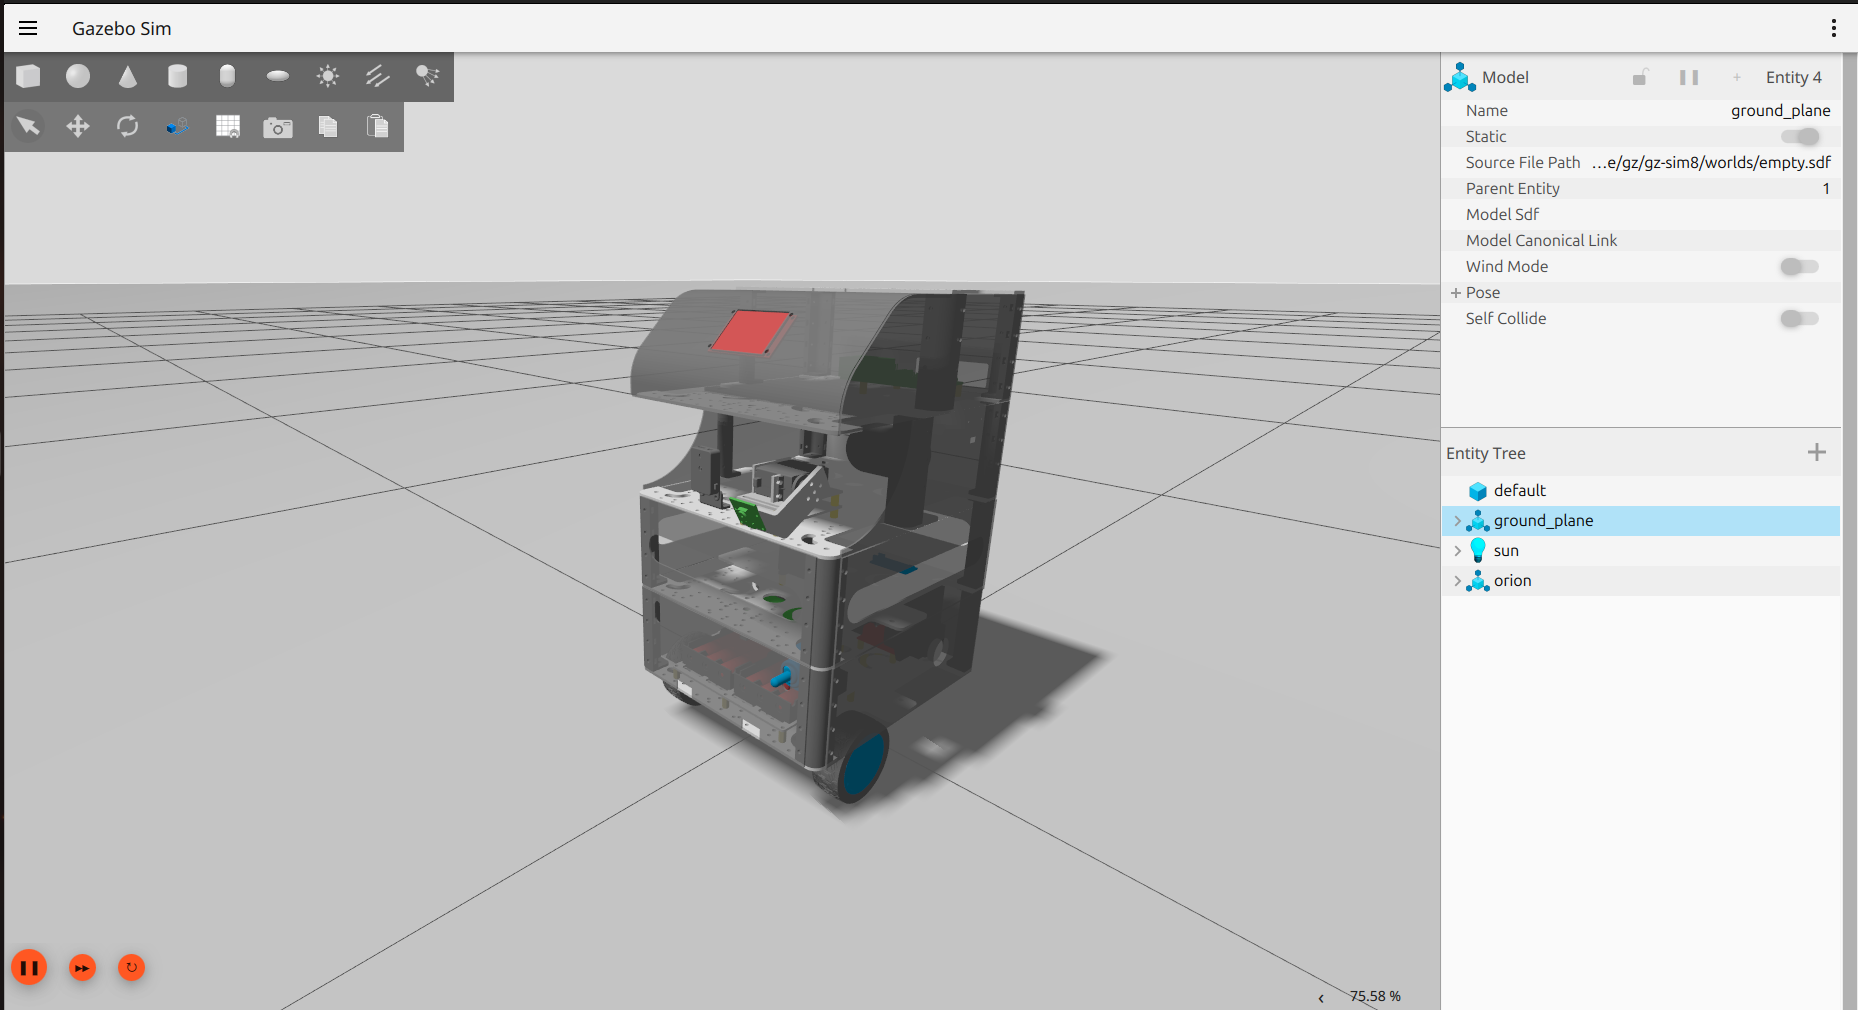 Gazebo Sim
Model
Entity 4
Name
ground_plane
Static
Source File Path
...e/gz/gz-sim8/worlds/empty.sdf
Parent Entity
1
Model Sdf
Model Canonical Link
Wind Mode
Pose
Self Collide
Entity Tree
default
ground_plane
sun
orion
75.58 %